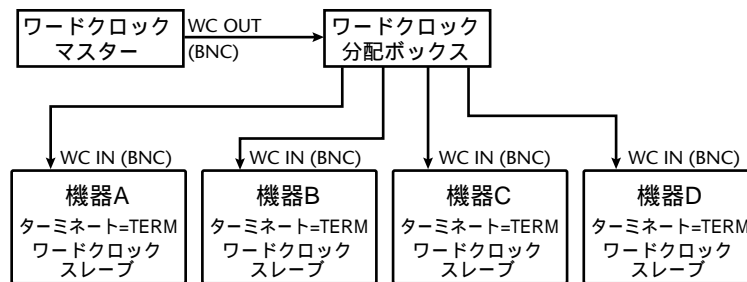 ワードクロック
マスター
WC OUT
(BNC)
ワードクロック
分配ボックス
WC IN (BNC)
WC IN (BNC)
WC IN (BNC)
WC IN (BNC)
機器A
ターミネート=TERM
ワードクロック
スレーブ
機器B
ターミネート=TERM
ワードクロック
スレーブ
機器C
ターミネート=TERM
ワードクロック
スレーブ
機器D
ターミネート=TERM
ワードクロック
スレーブ